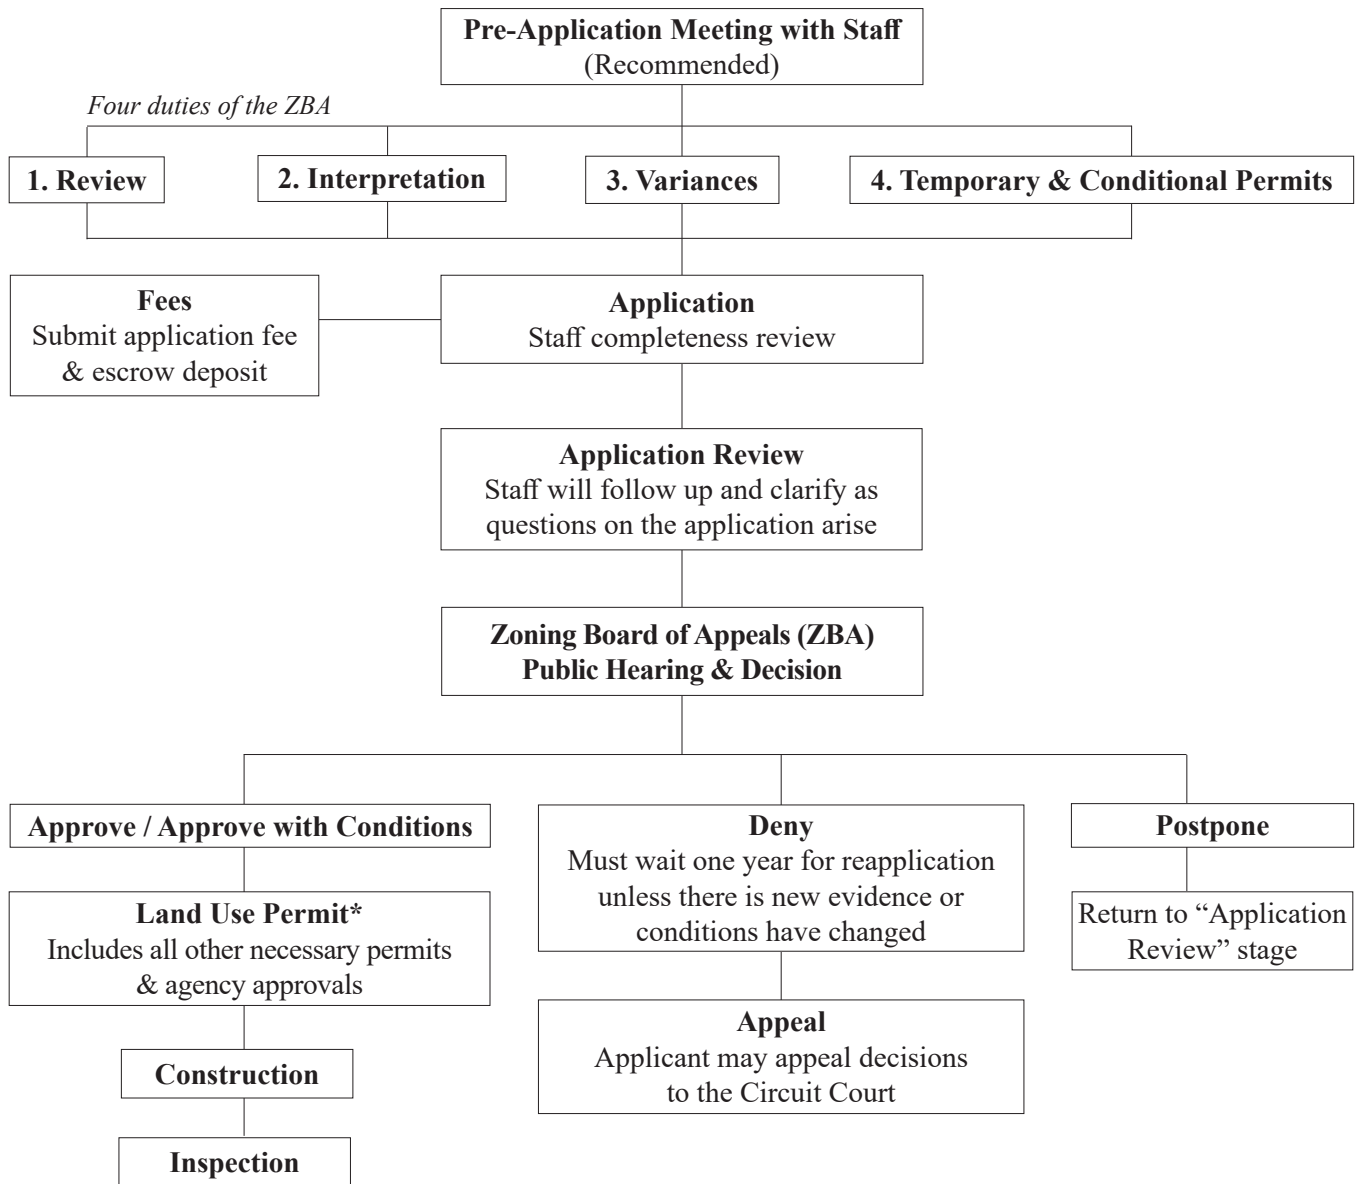 Pre-Application Meeting with Staff
(Recommended)
Four duties of the ZBA
1. Review
2. Interpretation
3. Variances
4. Temporary & Conditional Permits
Fees
Submit application fee
& escrow deposit
Application
Staff completeness review
Application Review
Staff will follow up and clarify as
questions on the application arise
Zoning Board of Appeals (ZBA)
Public Hearing & Decision
Approve / Approve with Conditions
Land Use Permit*
Includes all other necessary permits
& agency approvals
Construction
Inspection
Deny
Must wait one year for reapplication
unless there is new evidence or
conditions have changed
Appeal
Applicant may appeal decisions
to the Circuit Court
Postpone
Return to “Application
Review” stage